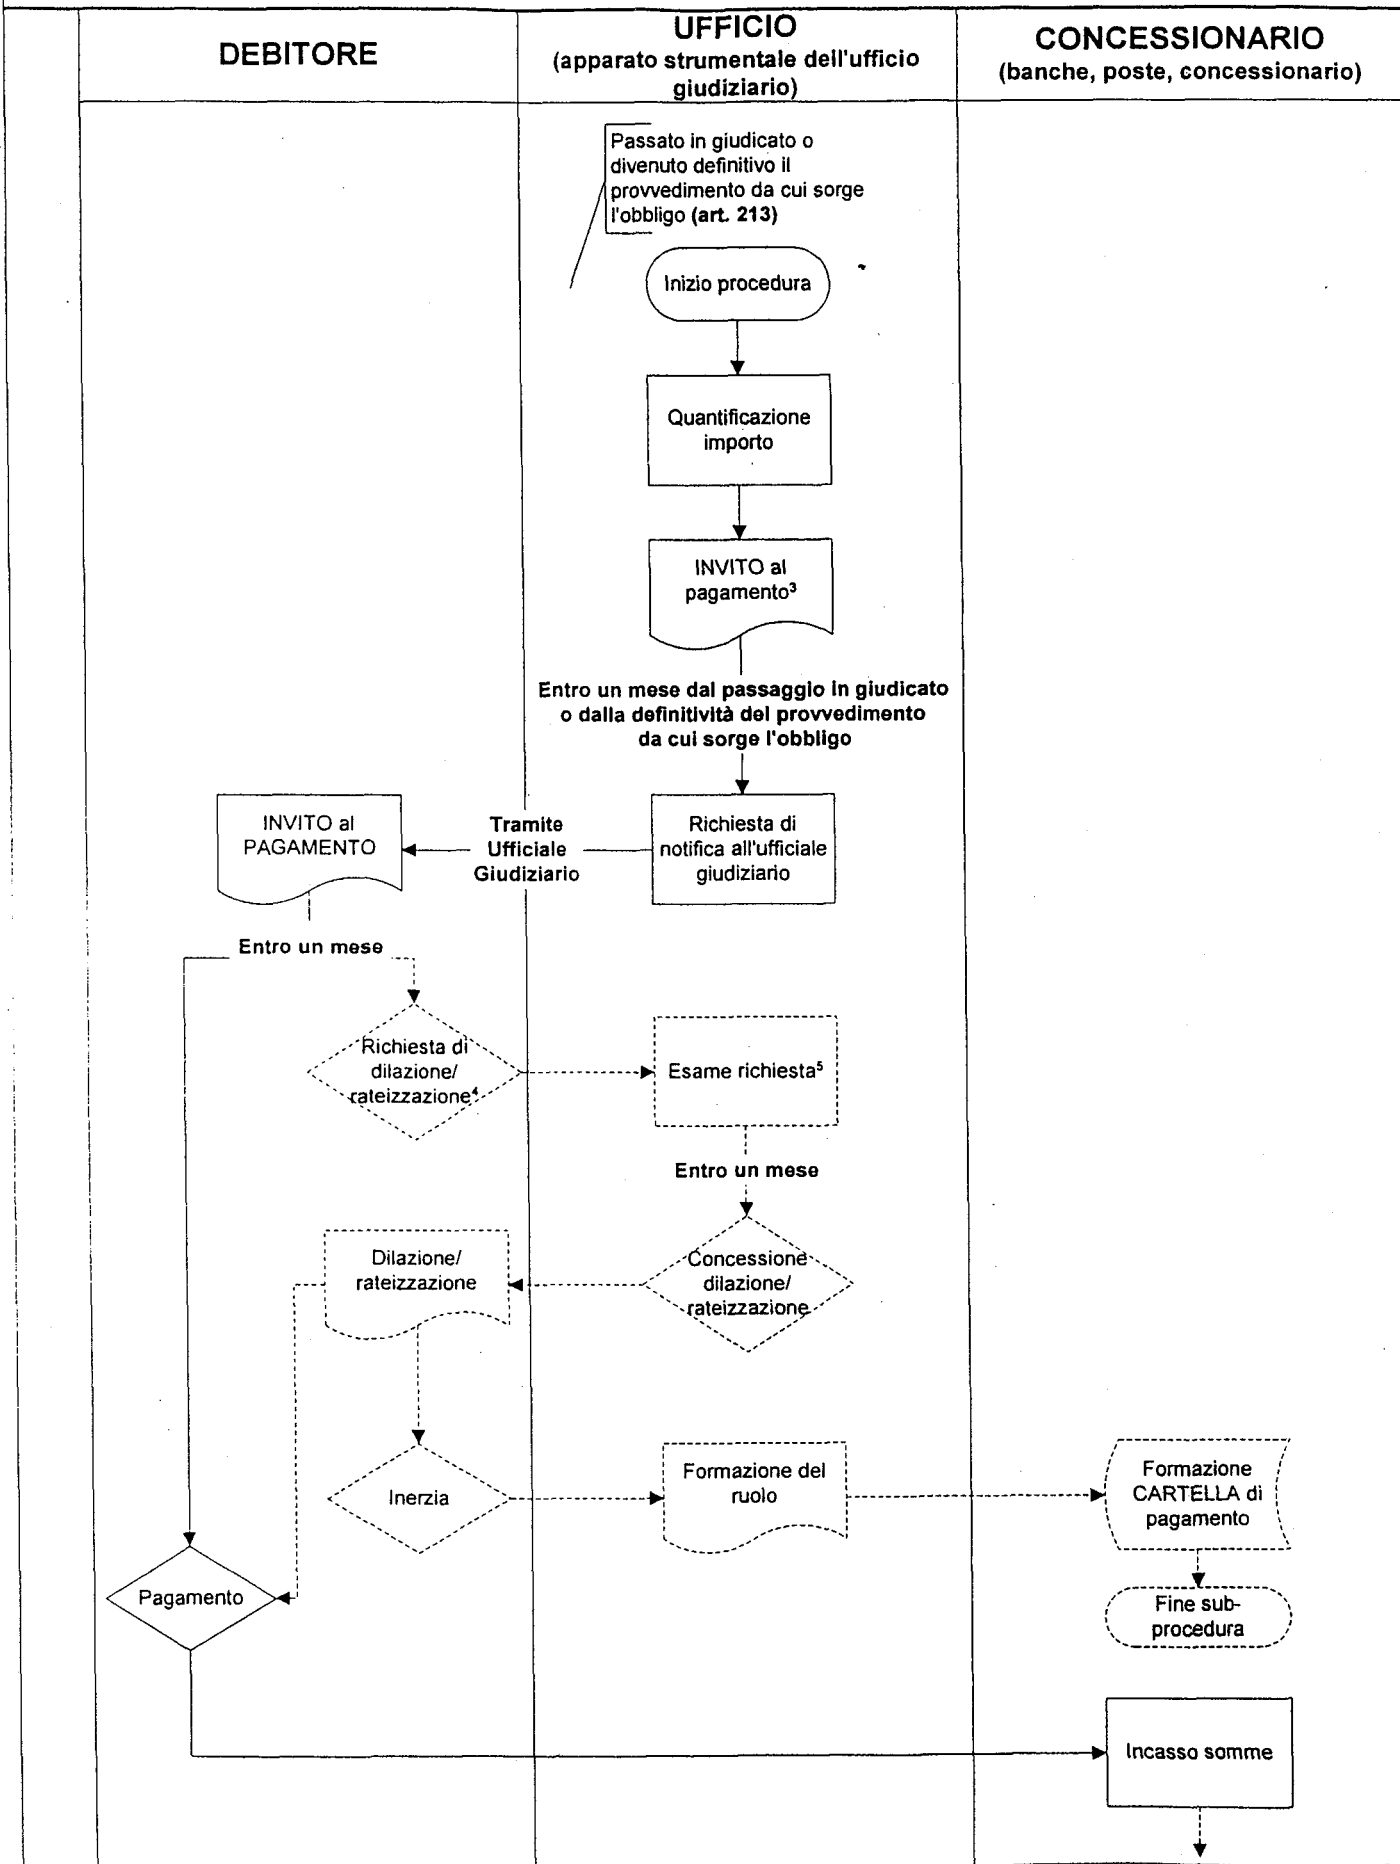 DEBITORE
UFFICIO
(apparato strumentale dell'ufficio
giudiziario)
CONCESSIONARIO
(banche, poste, concessionario)
Passato in giudicato o
divenuto definitivo il
provvedimento da cui sorge
l'obbligo (art. 213)
Inizio procedura
Quantificazione
importo
INVITO al
pagamento³
Entro un mese dal passaggio in giudicato
o dalla definitività del provvedimento
da cui sorge l'obbligo
INVITO al
PAGAMENTO
Tramite
Ufficiale
Giudiziario
Richiesta di
notifica all'ufficiale
giudiziario
Entro un mese
Richiesta di
dilazione/
rateizzazione⁴
Esame richiesta⁵
Entro un mese
Dilazione/
rateizzazione
Concessione
dilazione/
rateizzazione
Inerzia
Formazione del
ruolo
Formazione
CARTELLA di
pagamento
Pagamento
Fine sub-
procedura
Incasso somme